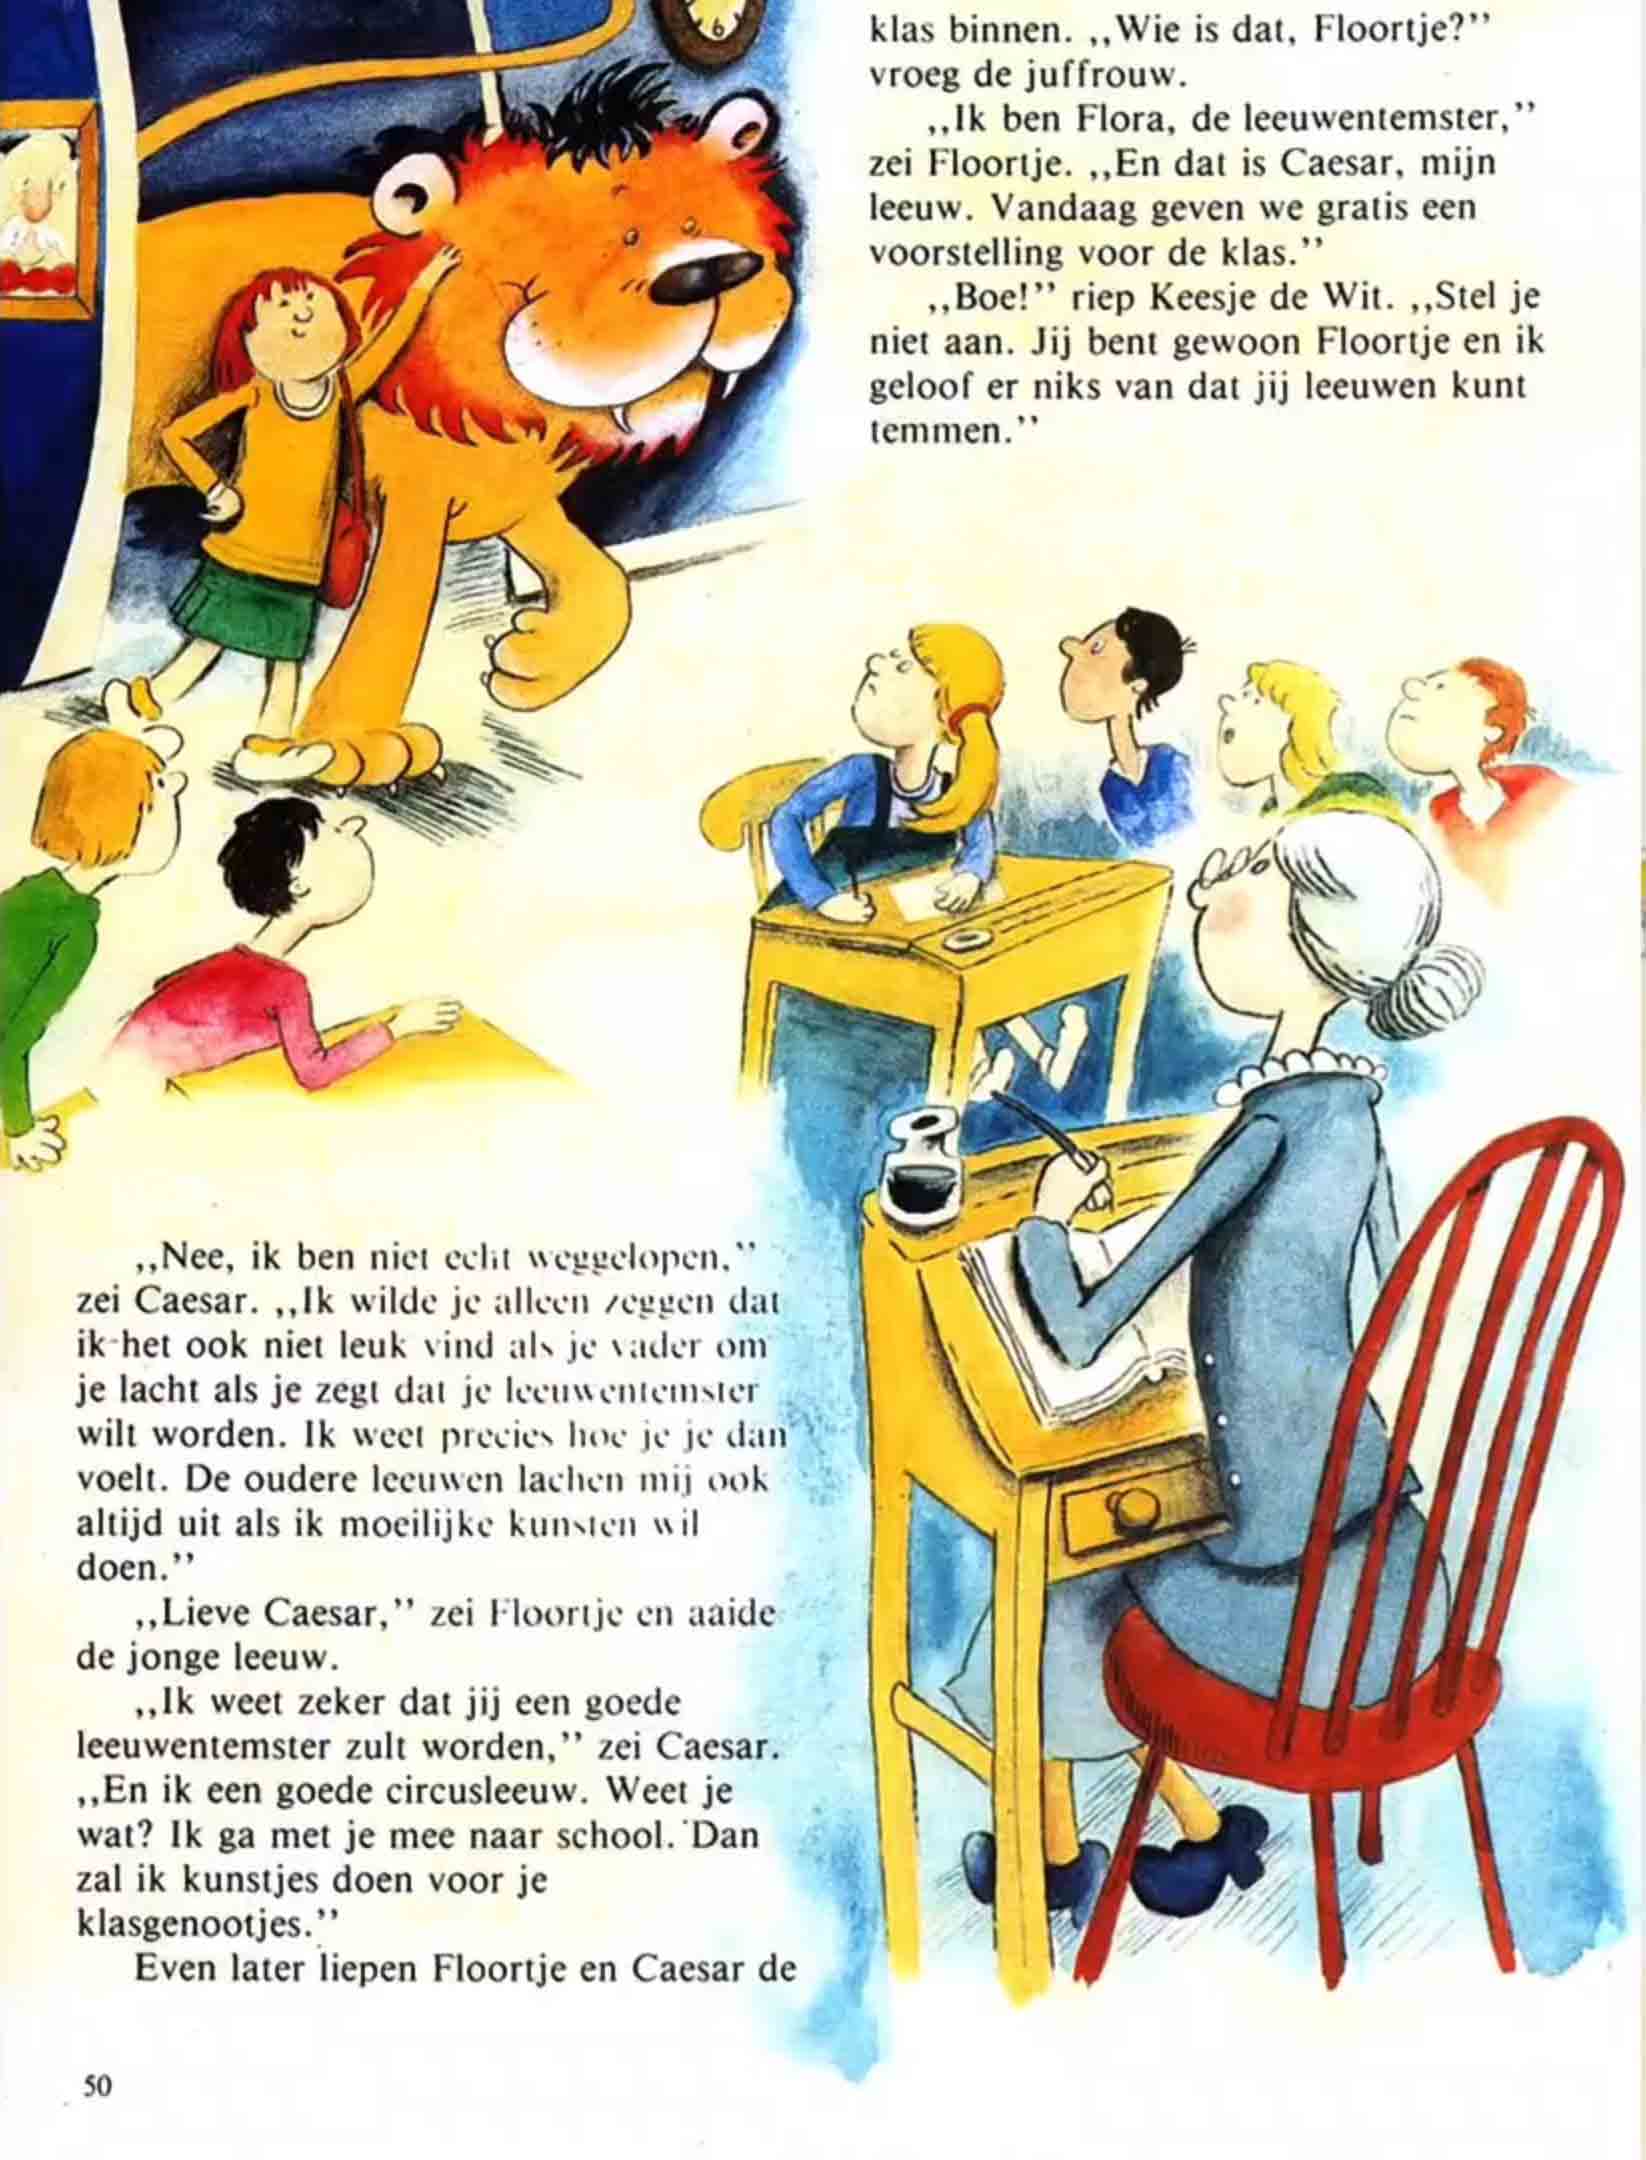 „Nee, ik ben niet echt weggelopen,”
zei Caesar. „Ik wilde je alleen zeggen dat
ik het ook niet leuk vind als je vader om
je lacht als je zegt dat je leeuwentemster
wilt worden. Ik weet precies hoe je je dan
voelt. De oudere leeuwen lachen mij ook
altijd uit als ik moeilijke kunsten wil
doen.”
„Lieve Caesar,” zei Floortje en aaide
de jonge leeuw.
„Ik weet zeker dat jij een goede
leeuwentemster zult worden,” zei Caesar.
„En ik een goede circusleeuw. Weet je
wat? Ik ga met je mee naar school. Dan
zal ik kunstjes doen voor je
klasgenootjes.”
Even later liepen Floortje en Caesar de
klas binnen. „Wie is dat, Floortje?”
vroeg de juffrouw.
„Ik ben Flora, de leeuwentemster,”
zei Floortje. „En dat is Caesar, mijn
leeuw. Vandaag geven we gratis een
voorstelling voor de klas.”
„Boe!” riep Keesje de Wit. „Stel je
niet aan. Jij bent gewoon Floortje en ik
geloof er niks van dat jij leeuwen kunt
temmen.”
6
50